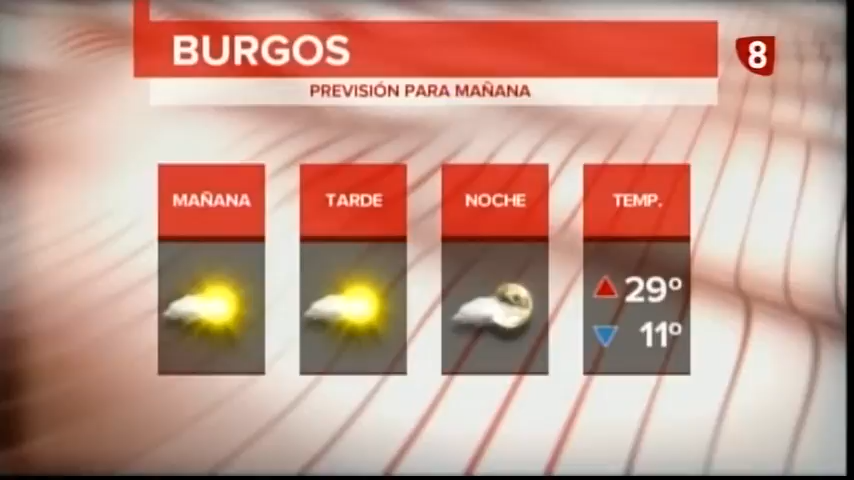 BURGOS
8
PREVISIÓN PARA MAÑANA
MAÑANA
TARDE
NOCHE
TEMP.
29º
11º